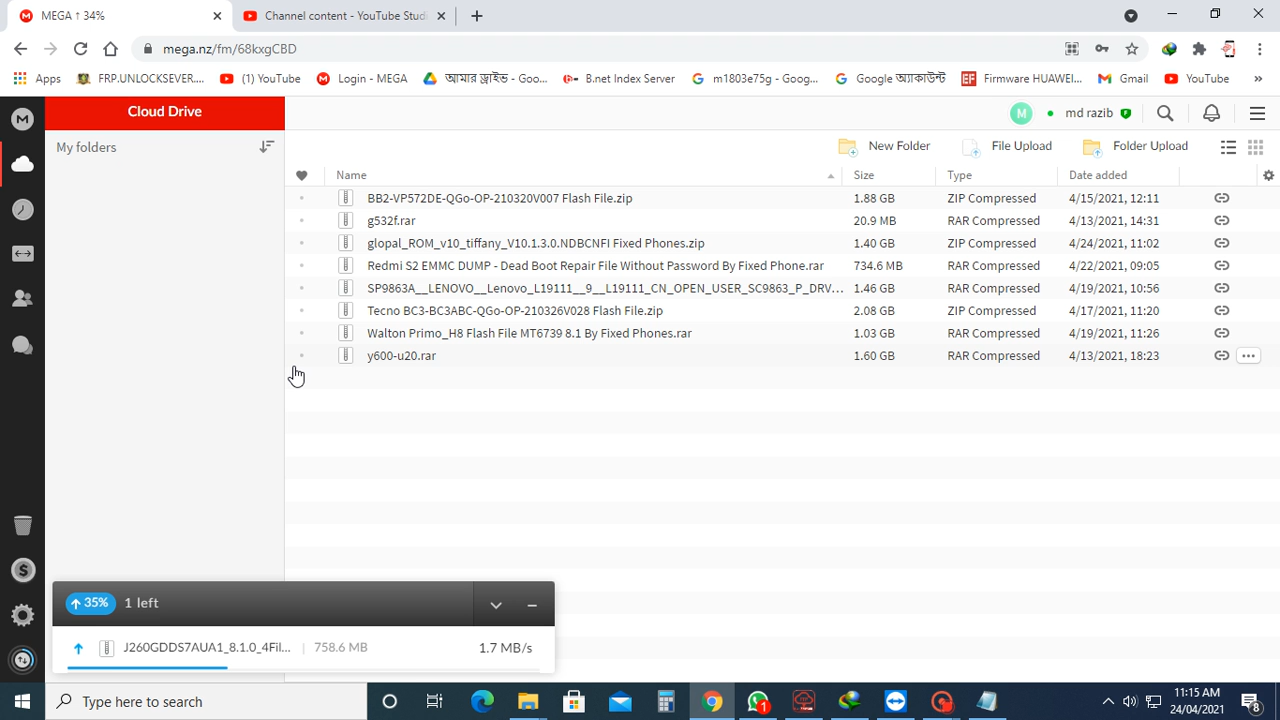 MEGA ↑ 34%
Channel content - YouTube Studi
mega.nz/fm/68kxgCBD
Apps
FRP.UNLOCKSEVER....
(1) YouTube
Login - MEGA
আমার ড্রাইভ - Goo...
B.net Index Server
m1803e75g - Goog...
Google অ্যাকাউন্ট
Firmware HUAWEI...
Gmail
YouTube
»
Cloud Drive
M
md razib
My folders
New Folder
File Upload
Folder Upload
Name Size Type Date added
BB2-VP572DE-QGo-OP-210320V007 Flash File.zip 1.88 GB ZIP Compressed 4/15/2021, 12:11
g532f.rar 20.9 MB RAR Compressed 4/13/2021, 14:31
glopal_ROM_v10_tiffany_V10.1.3.0.NDBCNFI Fixed Phones.zip 1.40 GB ZIP Compressed 4/24/2021, 11:02
Redmi S2 EMMC DUMP - Dead Boot Repair File Without Password By Fixed Phone.rar 734.6 MB RAR Compressed 4/22/2021, 09:05
SP9863A__LENOVO__Lenovo_L19111__9__L19111_CN_OPEN_USER_SC9863_P_DRV... 1.46 GB RAR Compressed 4/19/2021, 10:56
Tecno BC3-BC3ABC-QGo-OP-210326V028 Flash File.zip 2.08 GB ZIP Compressed 4/17/2021, 11:20
Walton Primo_H8 Flash File MT6739 8.1 By Fixed Phones.rar 1.03 GB RAR Compressed 4/19/2021, 11:26
y600-u20.rar 1.60 GB RAR Compressed 4/13/2021, 18:23
35% 1 left
J260GDDS7AUA1_8.1.0_4Fil... 758.6 MB 1.7 MB/s
Type here to search
1
11:15 AM
24/04/2021
8